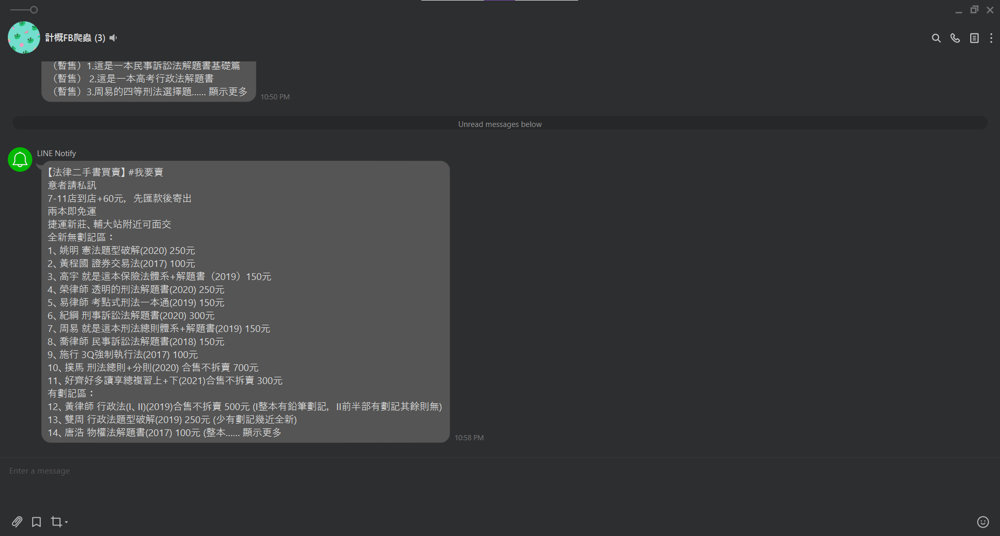 計概FB爬蟲 (3)
（暫售）1.這是一本民事訴訟法解題書基礎篇
（暫售） 2.這是一本高考行政法解題書
（暫售）3.周易的四等刑法選擇題...... 顯示更多
10:50 PM
Unread messages below
LINE Notify
【法律二手書買賣】 #我要賣
意者請私訊
7-11店到店+60元，先匯款後寄出
兩本即免運
捷運新莊、輔大站附近可面交
全新無劃記區：
1、姚明 憲法題型破解(2020) 250元
2、黃程國 證券交易法(2017) 100元
3、高宇 就是這本保險法體系+解題書（2019）150元
4、榮律師 透明的刑法解題書(2020) 250元
5、易律師 考點式刑法一本通(2019) 150元
6、紀綱 刑事訴訟法解題書(2020) 300元
7、周易 就是這本刑法總則體系+解題書(2019) 150元
8、喬律師 民事訴訟法解題書(2018) 150元
9、施行 3Q強制執行法(2017) 100元
10、撲馬 刑法總則+分則(2020) 合售不拆賣 700元
11、好齊好多讀享總複習上+下(2021)合售不拆賣 300元
有劃記區：
12、黃律師 行政法(I、II)(2019)合售不拆賣 500元 (I整本有鉛筆劃記，II前半部有劃記其餘則無)
13、雙周 行政法題型破解(2019) 250元 (少有劃記幾近全新)
14、唐浩 物權法解題書(2017) 100元 (整本...... 顯示更多
10:58 PM
Enter a message